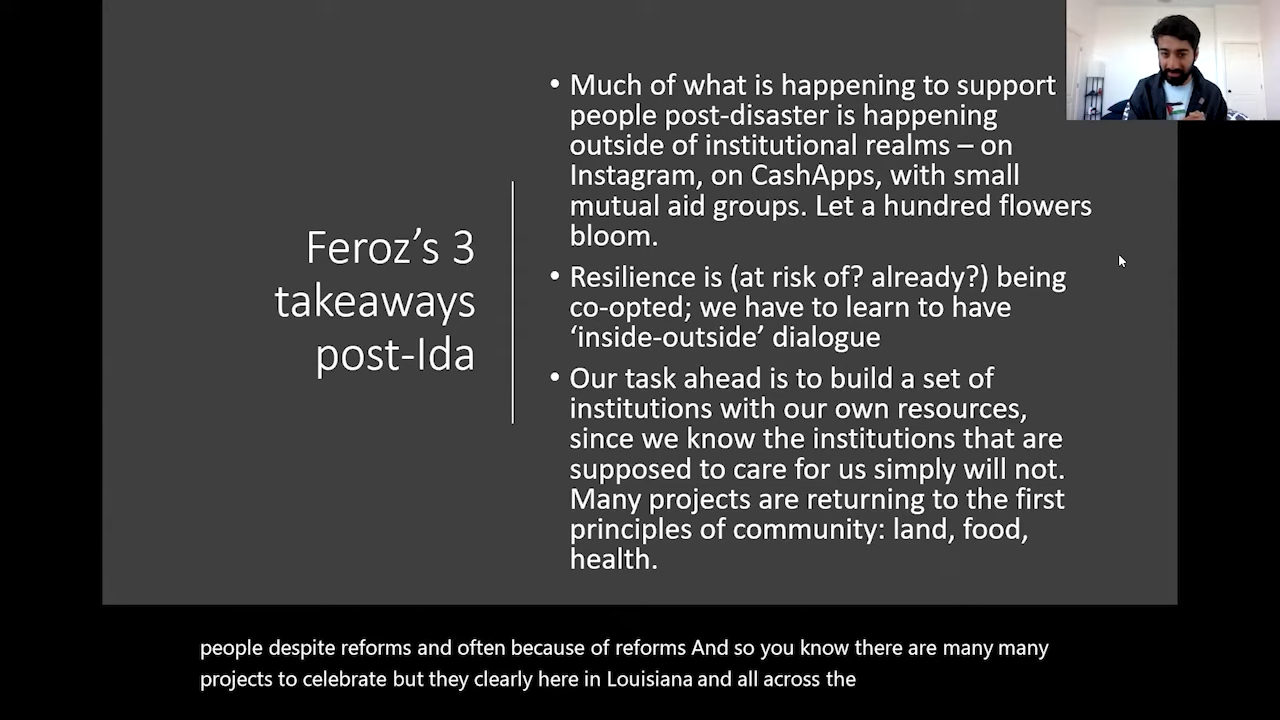 Feroz’s 3
takeaways
post-Ida
• Much of what is happening to support
people post-disaster is happening
outside of institutional realms – on
Instagram, on CashApps, with small
mutual aid groups. Let a hundred flowers
bloom.
• Resilience is (at risk of? already?) being
co-opted; we have to learn to have
‘inside-outside’ dialogue
• Our task ahead is to build a set of
institutions with our own resources,
since we know the institutions that are
supposed to care for us simply will not.
Many projects are returning to the first
principles of community: land, food,
health.
people despite reforms and often because of reforms And so you know there are many many
projects to celebrate but they clearly here in Louisiana and all across the